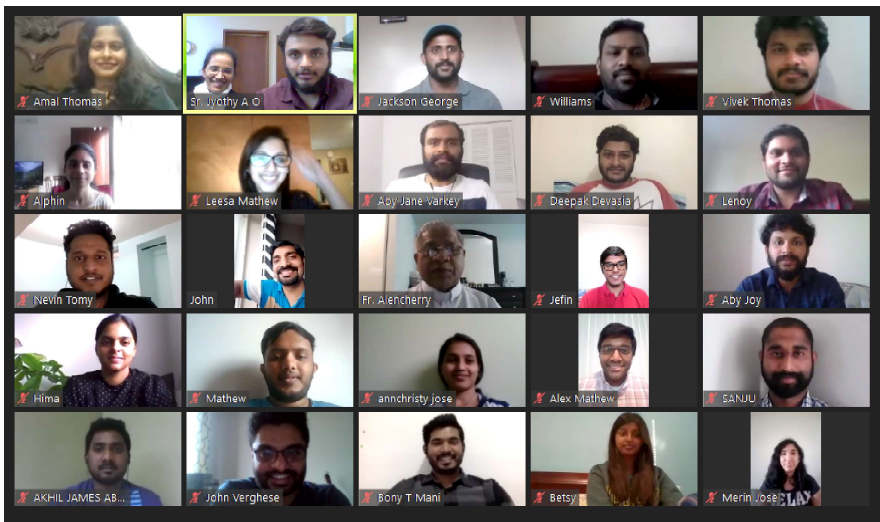 Amal Thomas
Sr. Jyothy A O
Jackson George
Williams
Vivek Thomas
Alphin
Leesa Mathew
Aby Jane Varkey
Deepak Devasia
Lenoy
Nevin Tomy
John
Fr. Alencherry
Jefin
Aby Joy
Hima
Mathew
annchristy jose
Alex Mathew
SANJU
AKHIL JAMES AB...
John Verghese
Bony T Mani
Betsy
Merin Jose
RELAX